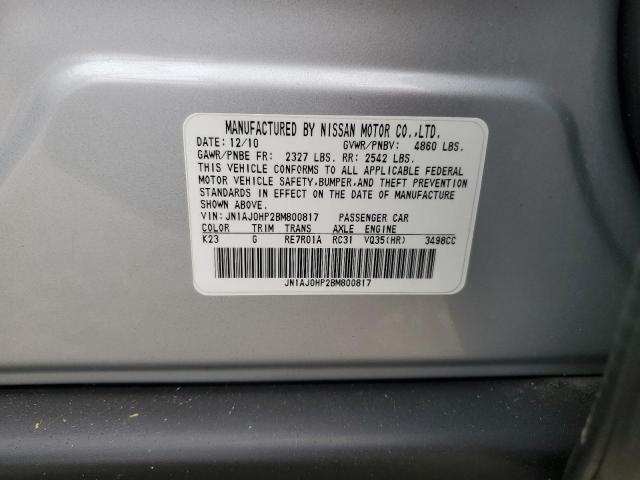 MANUFACTURED BY NISSAN MOTOR CO.,LTD.
DATE: 12/10 GVWR/PNBV: 4860 LBS.
GAWR/PNBE FR: 2327 LBS. RR: 2542 LBS.
THIS VEHICLE CONFORMS TO ALL APPLICABLE FEDERAL
MOTOR VEHICLE SAFETY,BUMPER,AND THEFT PREVENTION
STANDARDS IN EFFECT ON THE DATE OF MANUFACTURE
SHOWN ABOVE.
VIN: JN1AJ0HP2BM800817 PASSENGER CAR
COLOR TRIM TRANS AXLE ENGINE
K23 G RE7R01A RC31 VQ35(HR) 3498CC
JN1AJ0HP2BM800817